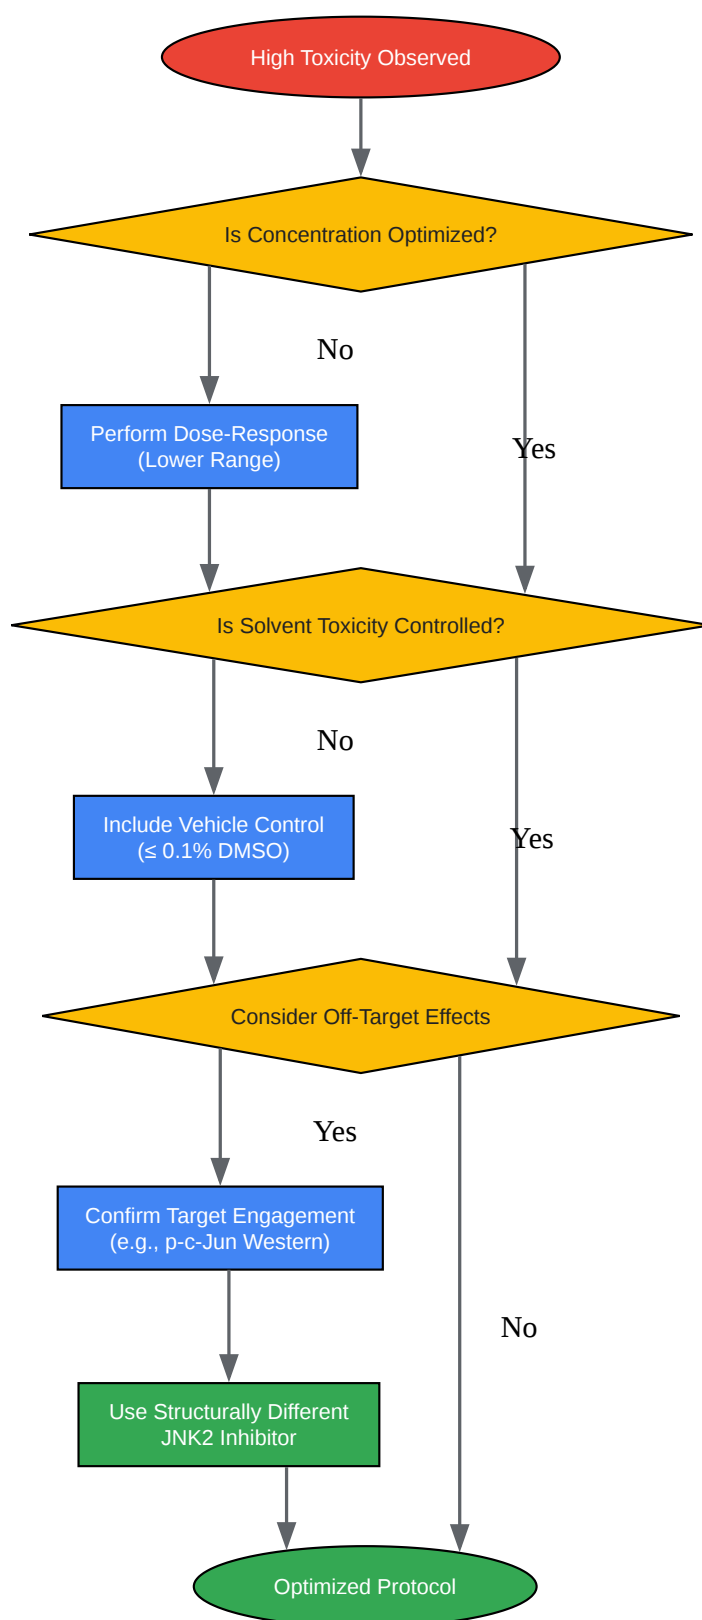 High Toxicity Observed
Is Concentration Optimized?
No
Perform Dose-Response
(Lower Range)
Yes
Is Solvent Toxicity Controlled?
No
Include Vehicle Control
(≤ 0.1% DMSO)
Yes
Consider Off-Target Effects
Yes
Confirm Target Engagement
(e.g., p-c-Jun Western)
No
Use Structurally Different
JNK2 Inhibitor
Optimized Protocol